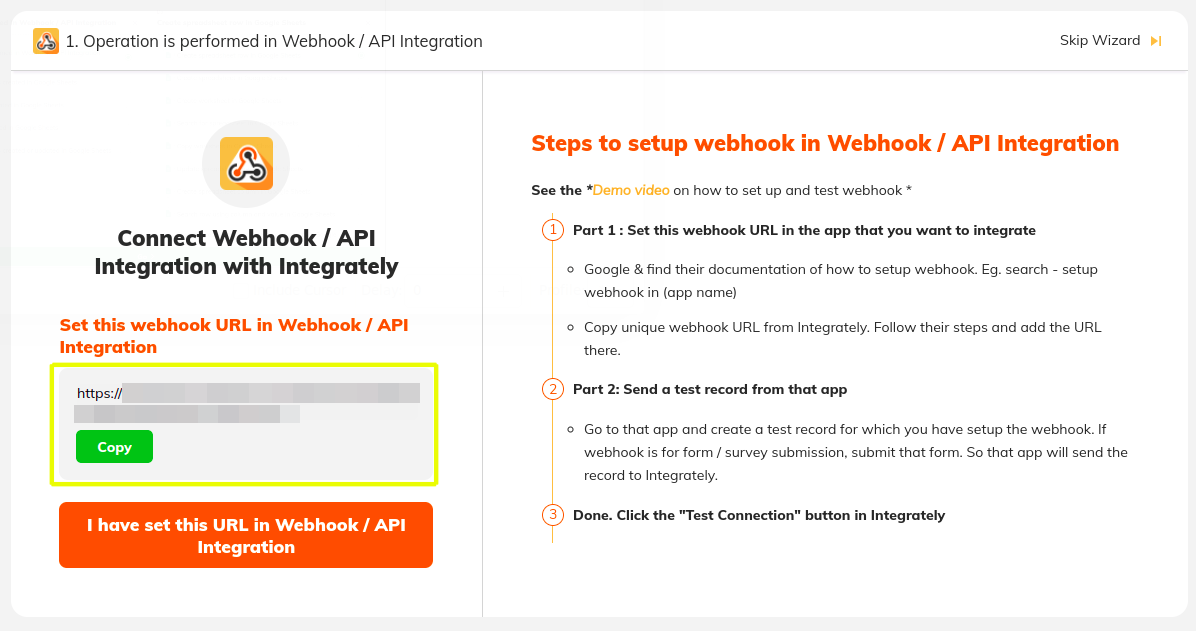 1. Operation is performed in Webhook / API Integration
Skip Wizard
Connect Webhook / API
Integration with Integrately
Set this webhook URL in Webhook / API
Integration
https://
Copy
I have set this URL in Webhook / API
Integration
Steps to setup webhook in Webhook / API Integration
See the *Demo video on how to set up and test webhook *
1 Part 1 : Set this webhook URL in the app that you want to integrate
Google & find their documentation of how to setup webhook. Eg. search - setup
webhook in (app name)
Copy unique webhook URL from Integrately. Follow their steps and add the URL
there.
2 Part 2: Send a test record from that app
Go to that app and create a test record for which you have setup the webhook. If
webhook is for form / survey submission, submit that form. So that app will send the
record to Integrately.
3 Done. Click the "Test Connection" button in Integrately